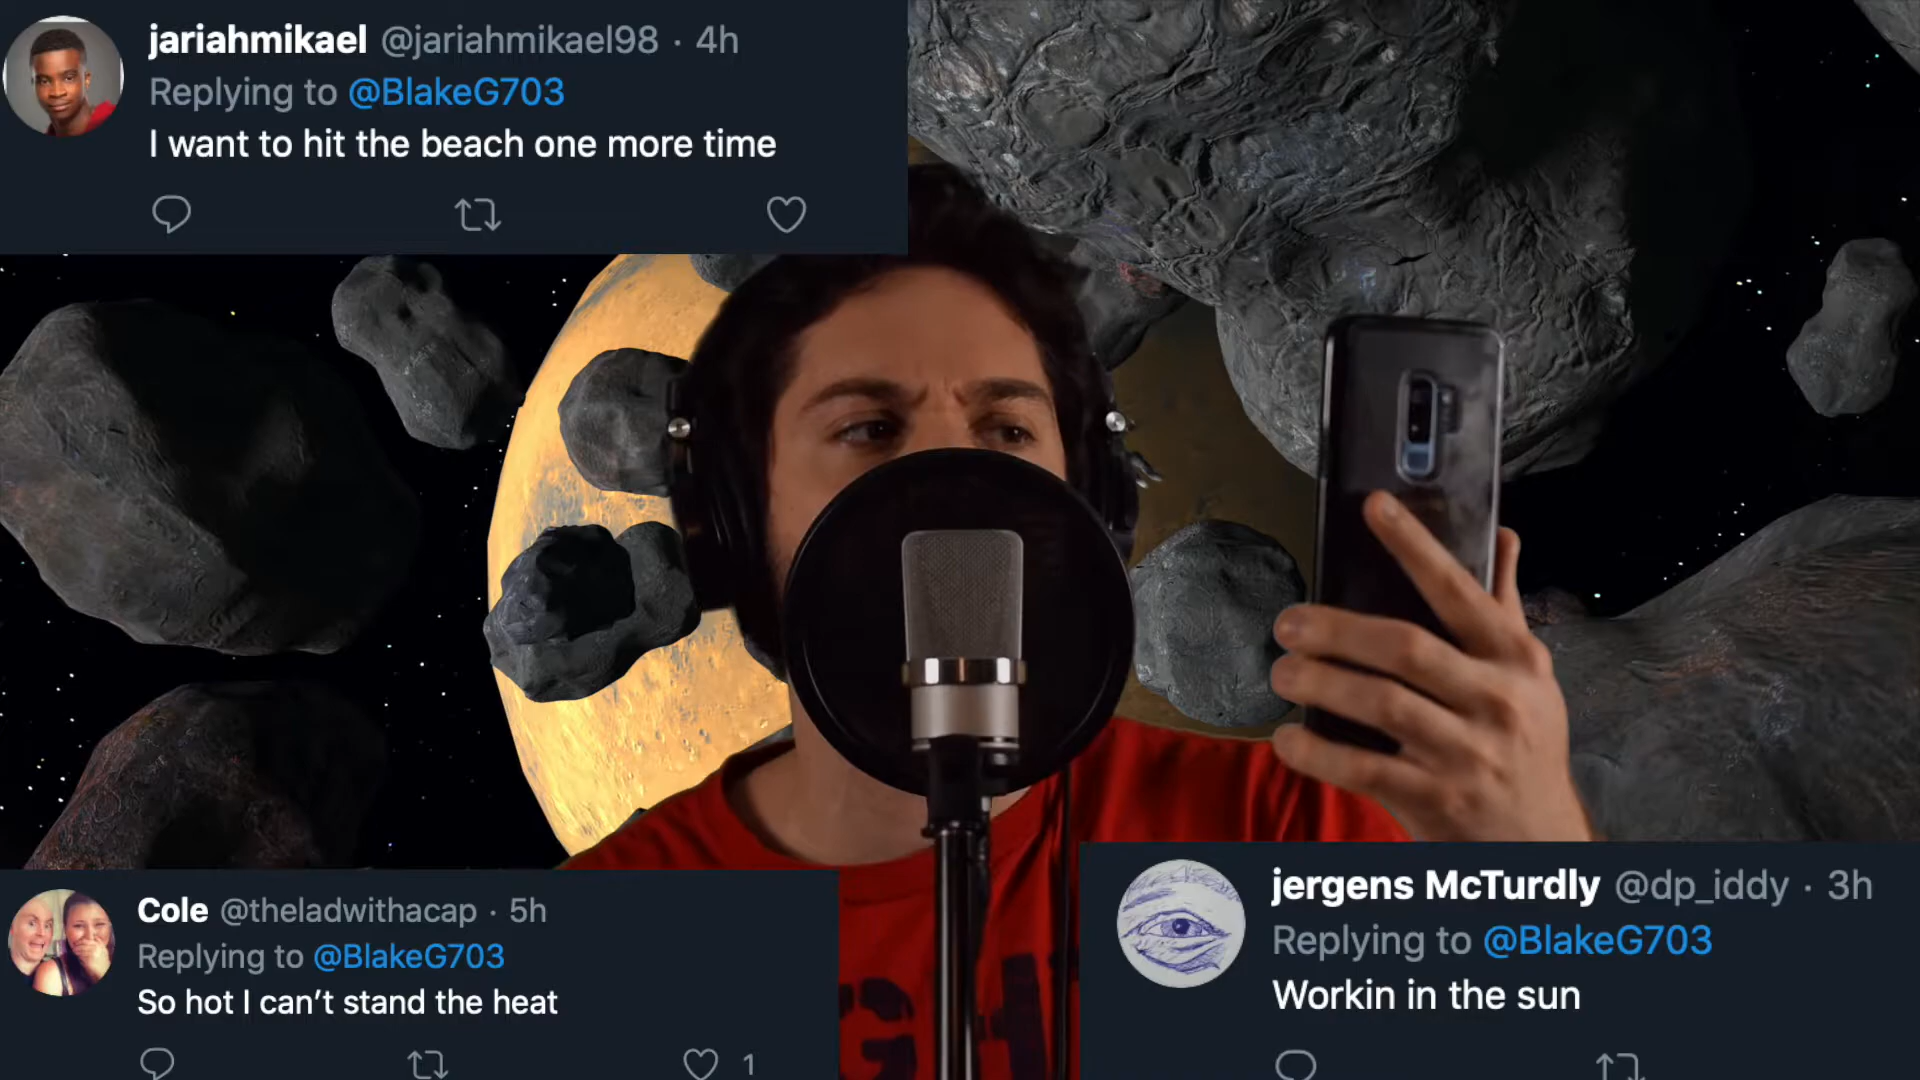 jariahmikael @jariahmikael98 · 4h
Replying to @BlakeG703
I want to hit the beach one more time
Cole @theladwithacap · 5h
Replying to @BlakeG703
So hot I can’t stand the heat
1
jergens McTurdly @dp_iddy · 3h
Replying to @BlakeG703
Workin in the sun